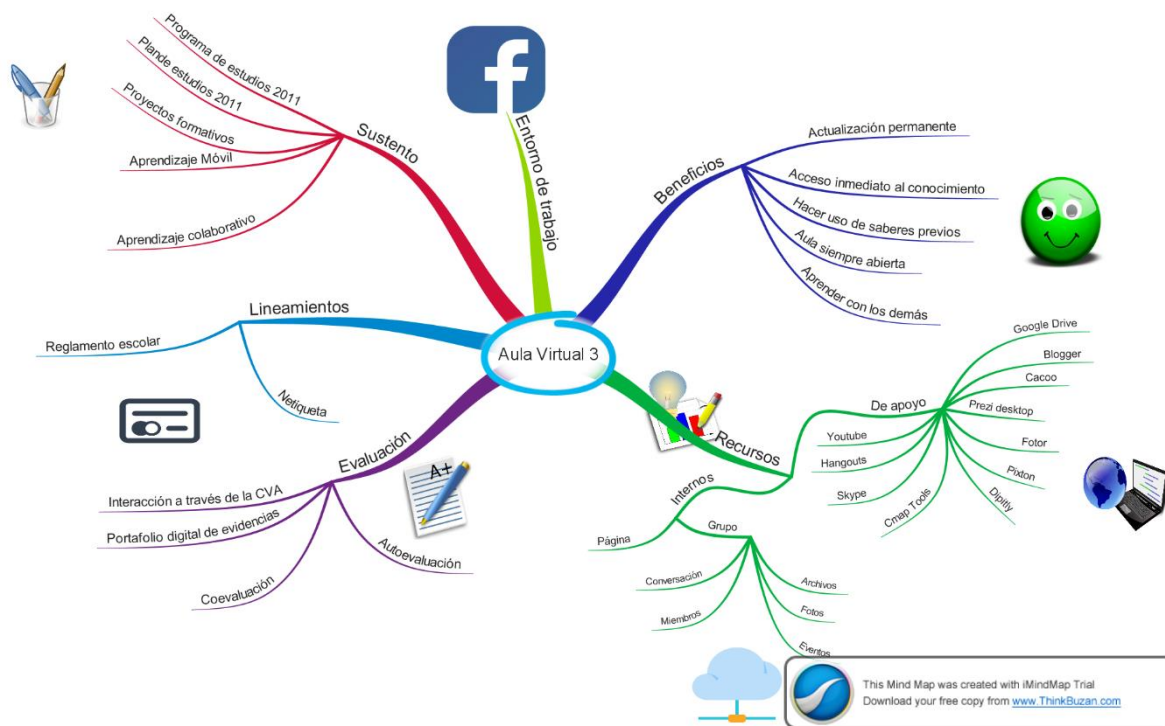 Programa de estudios 2011
Plande estudios 2011
Proyectos formativos
Aprendizaje Móvil
Aprendizaje colaborativo
Sustento
f
Entorno de trabajo
Beneficios
Actualización permanente
Acceso inmediato al conocimiento
Hacer uso de saberes previos
Aula siempre abierta
Aprender con los demás
Lineamientos
Reglamento escolar
Netiqueta
Aula Virtual 3
Evaluación
A+
Interacción a través de la CVA
Portafolio digital de evidencias
Coevaluación
Autoevaluación
Recursos
De apoyo
Google Drive
Blogger
Cacoo
Prezi desktop
Fotor
Pixton
Dipitly
Cmap Tools
Skype
Hangouts
Youtube
Internos
Página
Grupo
Conversación
Miembros
Archivos
Fotos
Eventos
This Mind Map was created with iMindMap Trial
Download your free copy from www.ThinkBuzan.com